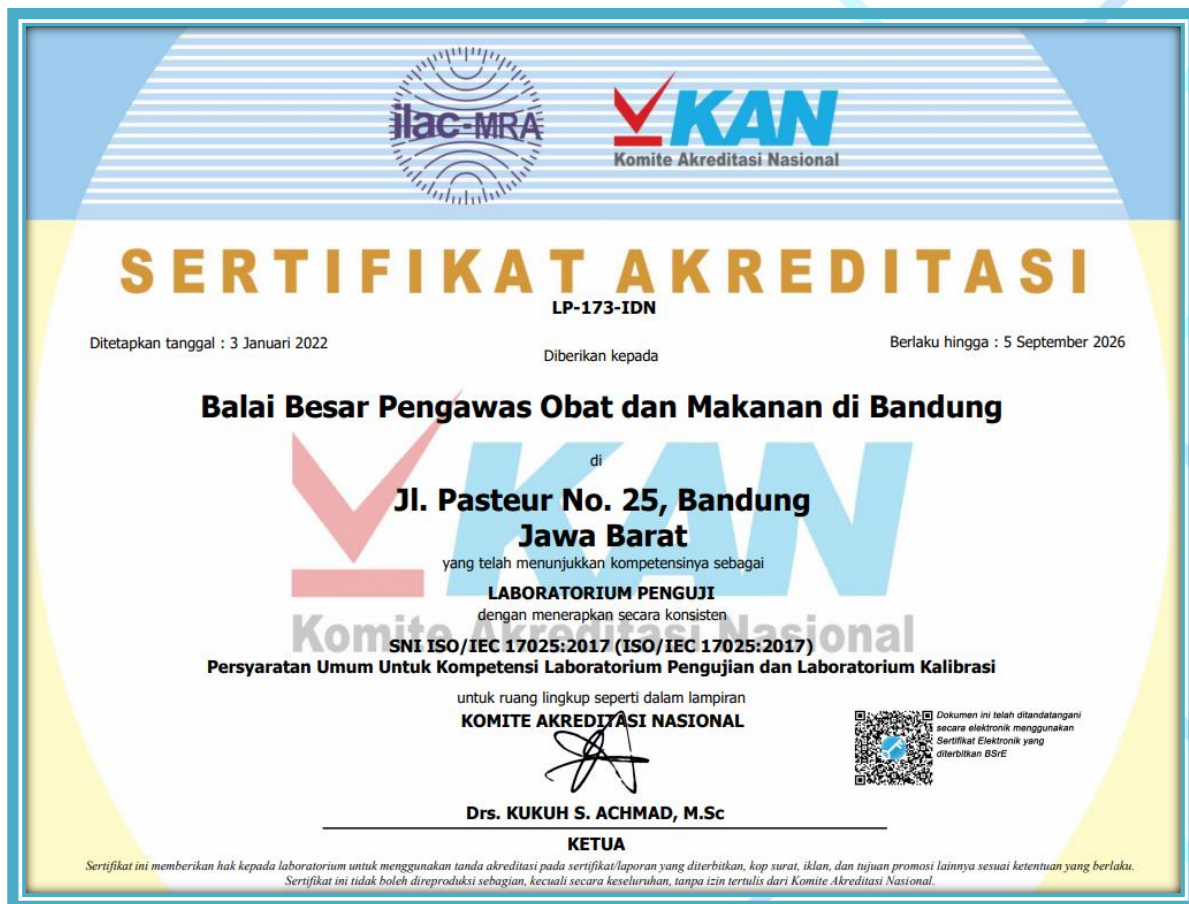 ilac-MRA
KAN
Komite Akreditasi Nasional
SERTIFIKAT AKREDITASI
LP-173-IDN
Ditetapkan tanggal : 3 Januari 2022
Berlaku hingga : 5 September 2026
Diberikan kepada
Balai Besar Pengawas Obat dan Makanan di Bandung
di
Jl. Pasteur No. 25, Bandung
Jawa Barat
yang telah menunjukkan kompetensinya sebagai
LABORATORIUM PENGUJI
dengan menerapkan secara konsisten
KAN
Komite Akreditasi Nasional
SNI ISO/IEC 17025:2017 (ISO/IEC 17025:2017)
Persyaratan Umum Untuk Kompetensi Laboratorium Pengujian dan Laboratorium Kalibrasi
untuk ruang lingkup seperti dalam lampiran
KOMITE AKREDITASI NASIONAL
Dokumen ini telah ditandatangani
secara elektronik menggunakan
Sertifikat Elektronik yang
diterbitkan BSrE
Drs. KUKUH S. ACHMAD, M.Sc
KETUA
Sertifikat ini memberikan hak kepada laboratorium untuk menggunakan tanda akreditasi pada sertifikat/laporan yang diterbitkan, kop surat, iklan, dan tujuan promosi lainnya sesuai ketentuan yang berlaku.
Sertifikat ini tidak boleh direproduksi sebagian, kecuali secara keseluruhan, tanpa izin tertulis dari Komite Akreditasi Nasional.